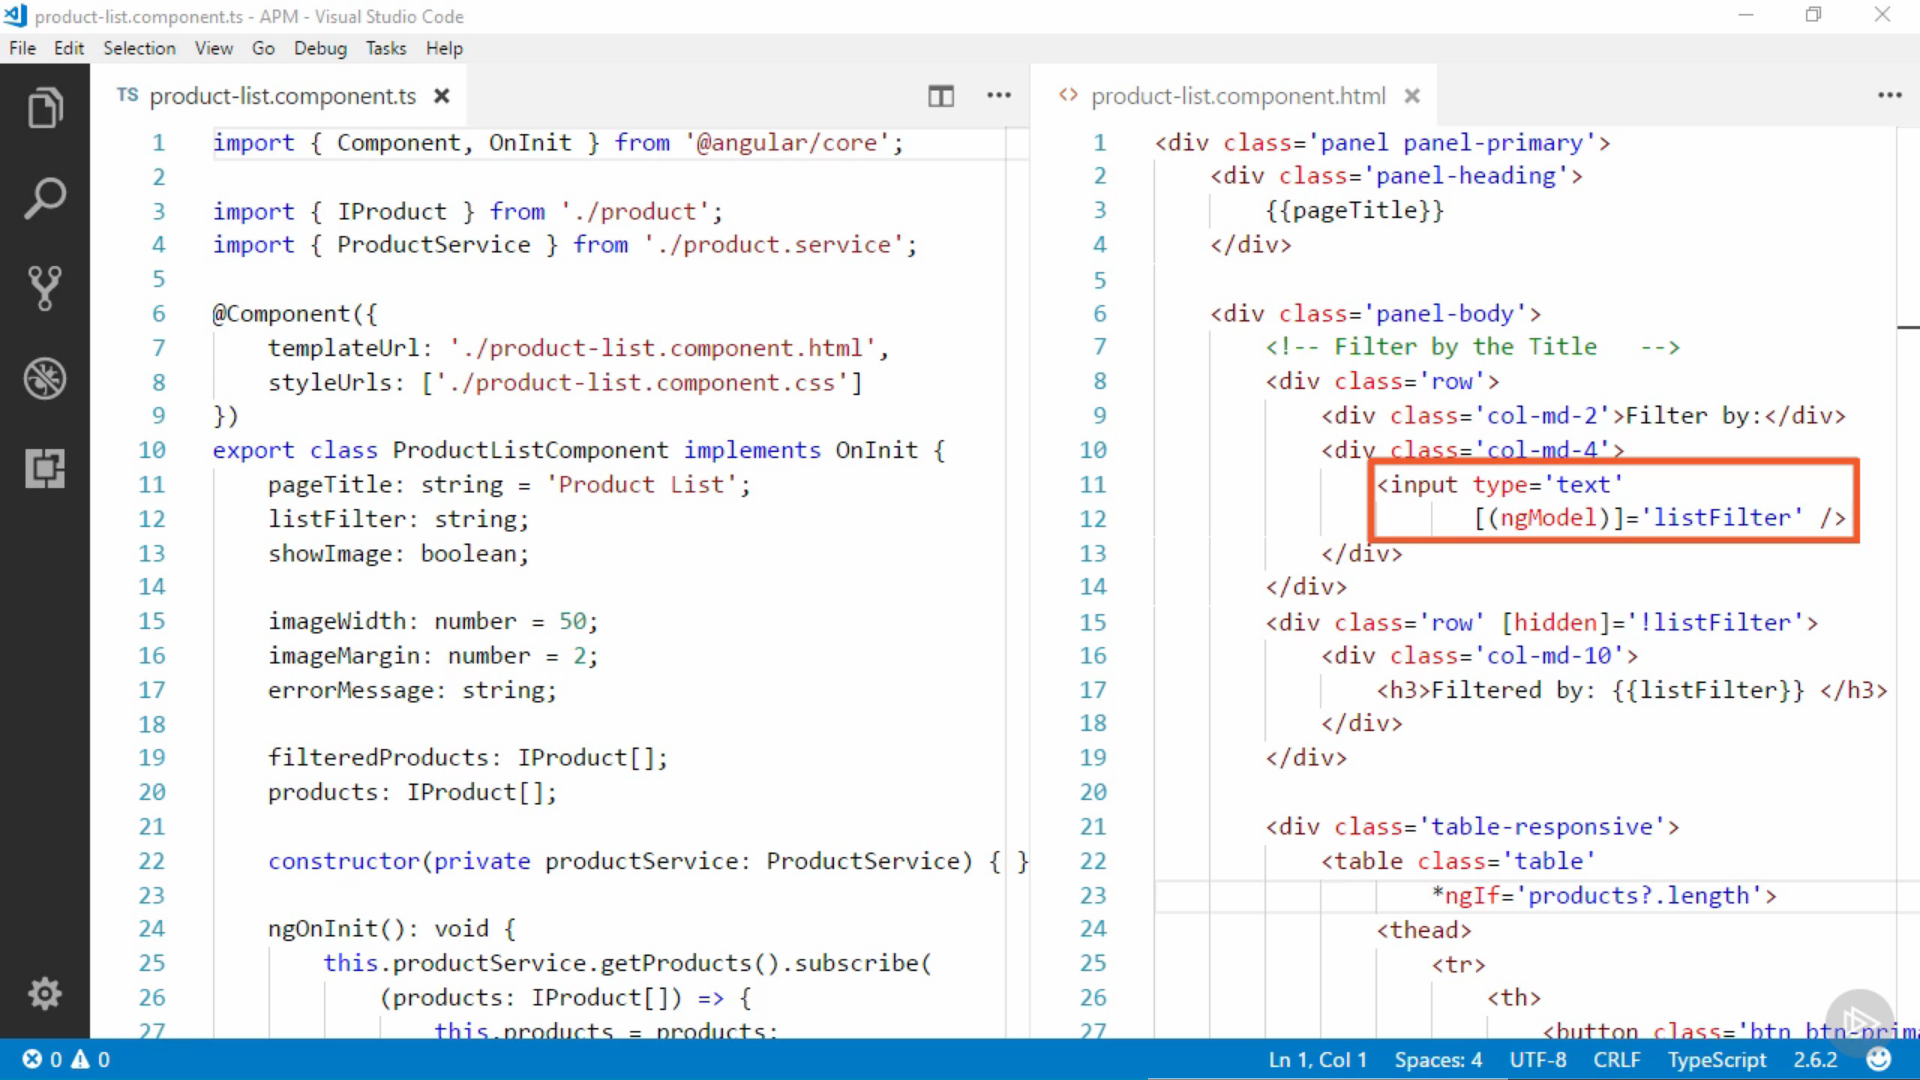 product-list.component.ts - APM - Visual Studio Code
File Edit Selection View Go Debug Tasks Help
TS product-list.component.ts
1 import { Component, OnInit } from '@angular/core';
2
3 import { IProduct } from './product';
4 import { ProductService } from './product.service';
5
6 @Component({
7 templateUrl: './product-list.component.html',
8 styleUrls: ['./product-list.component.css']
9 })
10 export class ProductListComponent implements OnInit {
11 pageTitle: string = 'Product List';
12 listFilter: string;
13 showImage: boolean;
14
15 imageWidth: number = 50;
16 imageMargin: number = 2;
17 errorMessage: string;
18
19 filteredProducts: IProduct[];
20 products: IProduct[];
21
22 constructor(private productService: ProductService) { }
23
24 ngOnInit(): void {
25 this.productService.getProducts().subscribe(
26 (products: IProduct[]) => {
27 this.products = products;
<> product-list.component.html
1 <div class='panel panel-primary'>
2 <div class='panel-heading'>
3 {{pageTitle}}
4 </div>
5
6 <div class='panel-body'>
7 <!-- Filter by the Title -->
8 <div class='row'>
9 <div class='col-md-2'>Filter by:</div>
10 <div class='col-md-4'>
11 <input type='text'
12 [(ngModel)]='listFilter' />
13 </div>
14 </div>
15 <div class='row' [hidden]='!listFilter'>
16 <div class='col-md-10'>
17 <h3>Filtered by: {{listFilter}} </h3>
18 </div>
19 </div>
20
21 <div class='table-responsive'>
22 <table class='table'
23 *ngIf='products?.length'>
24 <thead>
25 <tr>
26 <th>
27 <button class='btn btn-prima
0 0
Ln 1, Col 1 Spaces: 4 UTF-8 CRLF TypeScript 2.6.2